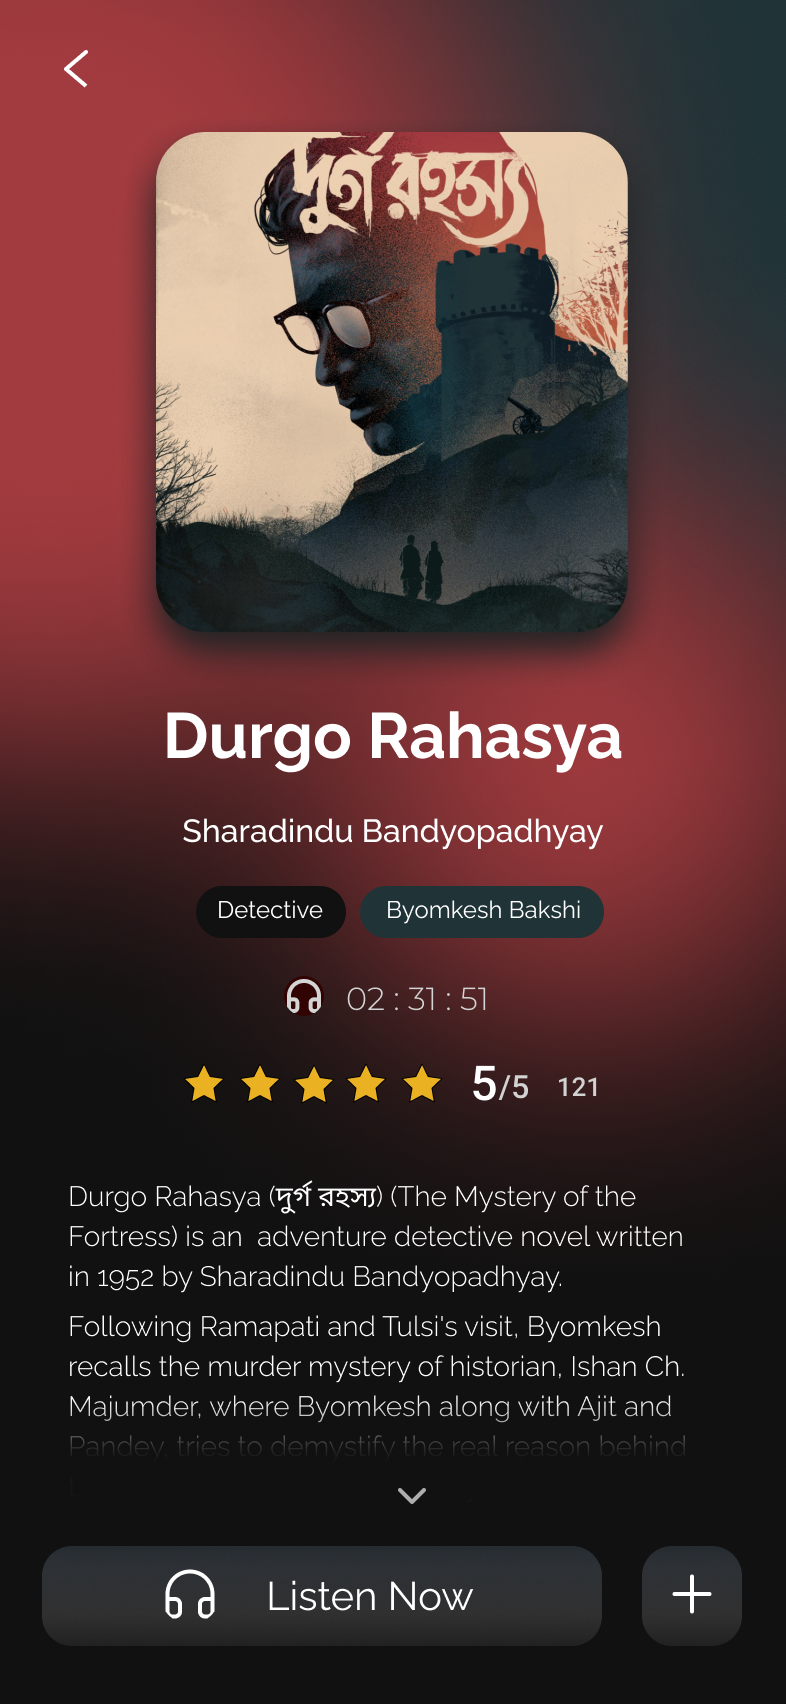 দুর্গ রহস্য
Durgo Rahasya
Sharadindu Bandyopadhyay
Detective
Byomkesh Bakshi
02 : 31 : 51
5/5 121
Durgo Rahasya (দুর্গ রহস্য) (The Mystery of the
Fortress) is an  adventure detective novel written
in 1952 by Sharadindu Bandyopadhyay.
Following Ramapati and Tulsi's visit, Byomkesh
recalls the murder mystery of historian, Ishan Ch.
Majumder, where Byomkesh along with Ajit and
Pandey, tries to demystify the real reason behind
Listen Now